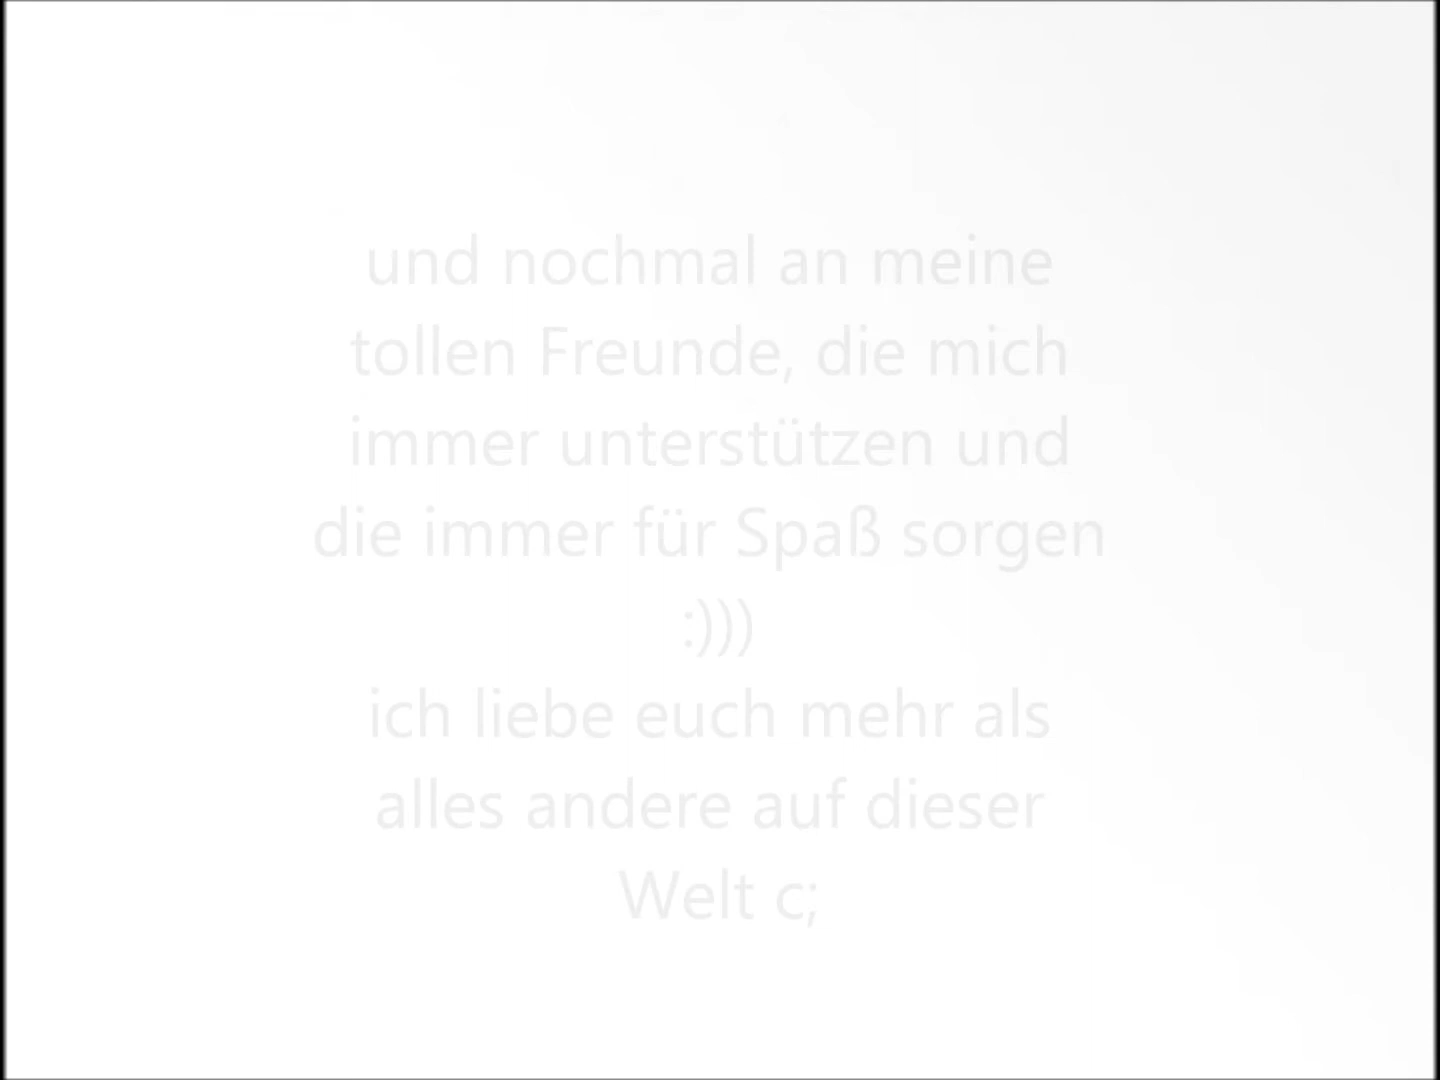 und nochmal an meine
tollen Freunde, die mich
immer unterstützen und
die immer für Spaß sorgen
:)))
ich liebe euch mehr als
alles andere auf dieser
Welt c;